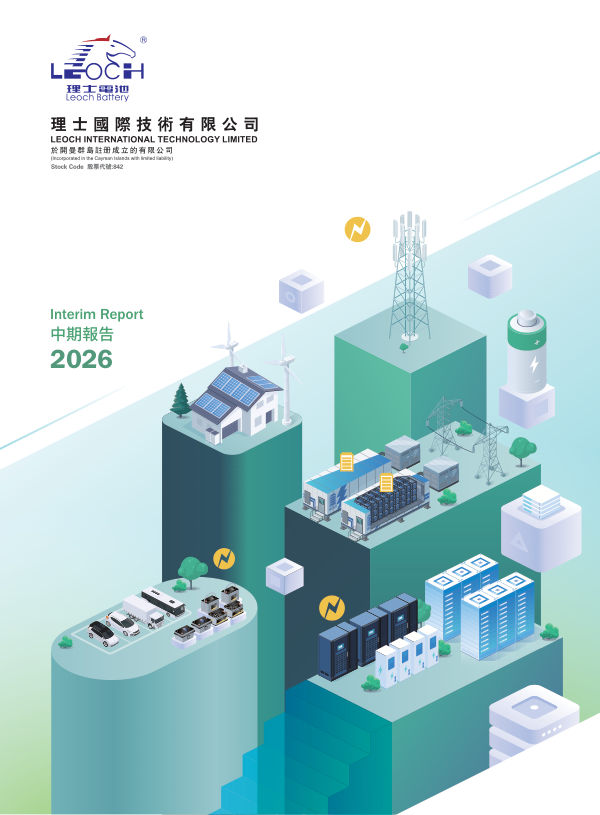 LEOCH ®
理士電池
Leoch Battery
理士國際技術有限公司
LEOCH INTERNATIONAL TECHNOLOGY LIMITED
於開曼群島註冊成立的有限公司
(Incorporated in the Cayman Islands with limited liability)
Stock Code 股票代號:842
Interim Report
中期報告
2026